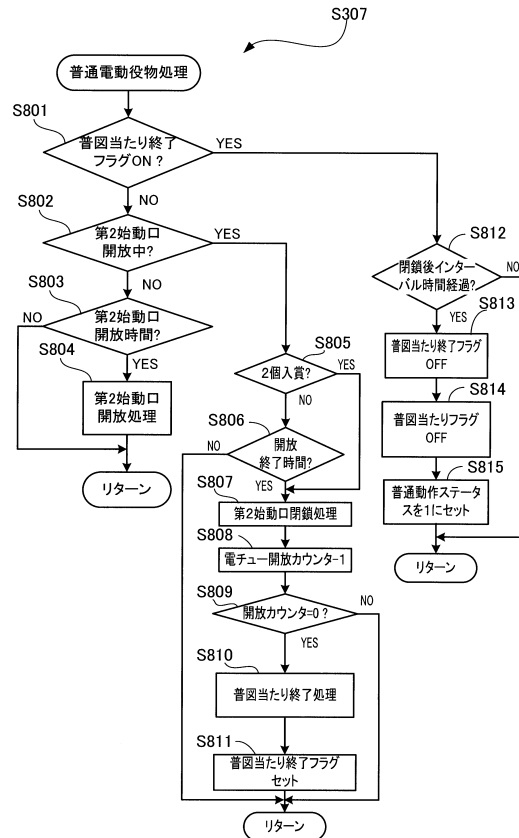 S307
普通電動役物処理
S801
普図当たり終了
フラグON？
YES
NO
S802
第2始動口
開放中?
YES
NO
S803
第2始動口
開放時間?
NO
YES
S804
第2始動口
開放処理
リターン
S805
2個入賞?
YES
NO
S806
開放
終了時間?
NO
YES
S807
第2始動口閉鎖処理
S808
電チュー開放カウンタ-1
S809
開放カウンタ=0？
NO
YES
S810
普図当たり終了処理
S811
普図当たり終了フラグ
セット
リターン
S812
閉鎖後インター
バル時間経過?
NO
YES
S813
普図当たり終了フラグ
OFF
S814
普図当たりフラグ
OFF
S815
普通動作ステータ
スを1にセット
リターン